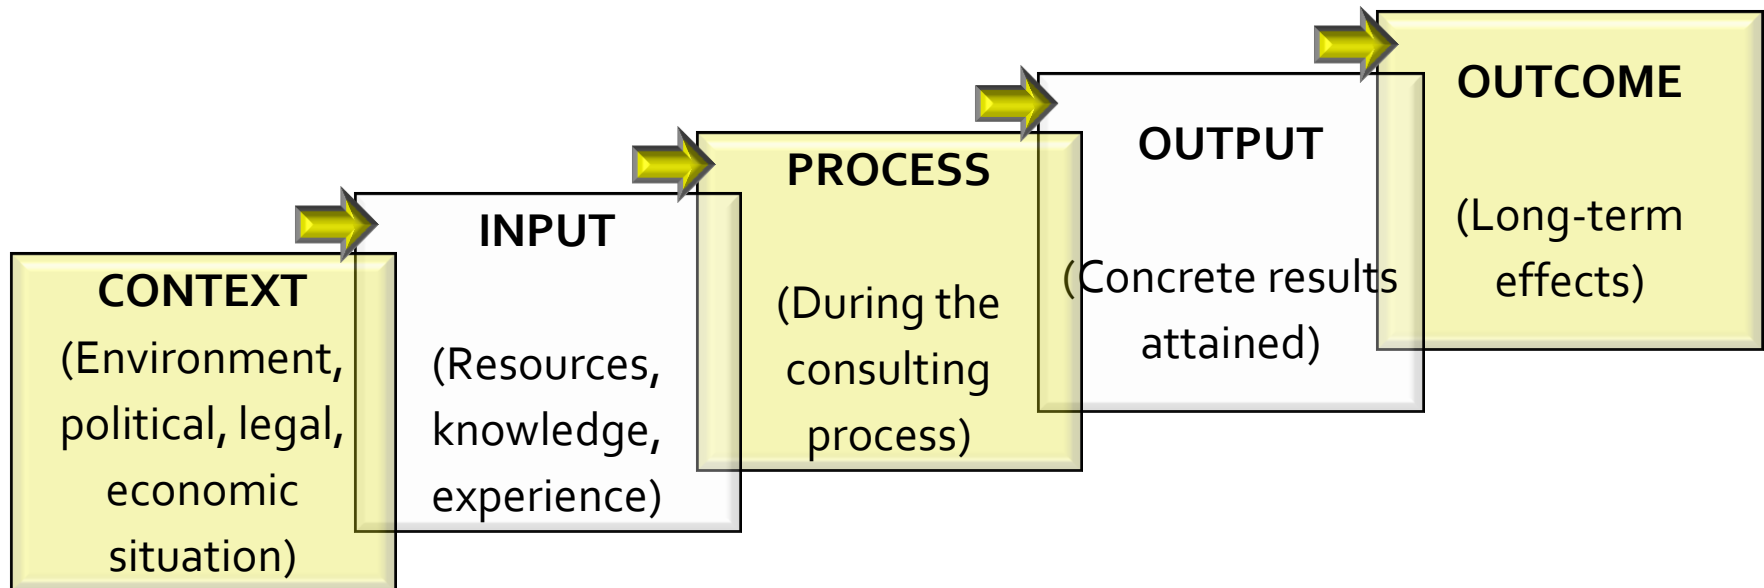 CONTEXT
(Environment,
political, legal,
economic
situation)
INPUT
(Resources,
knowledge,
experience)
PROCESS
(During the
consulting
process)
OUTPUT
(Concrete results
attained)
OUTCOME
(Long-term
effects)